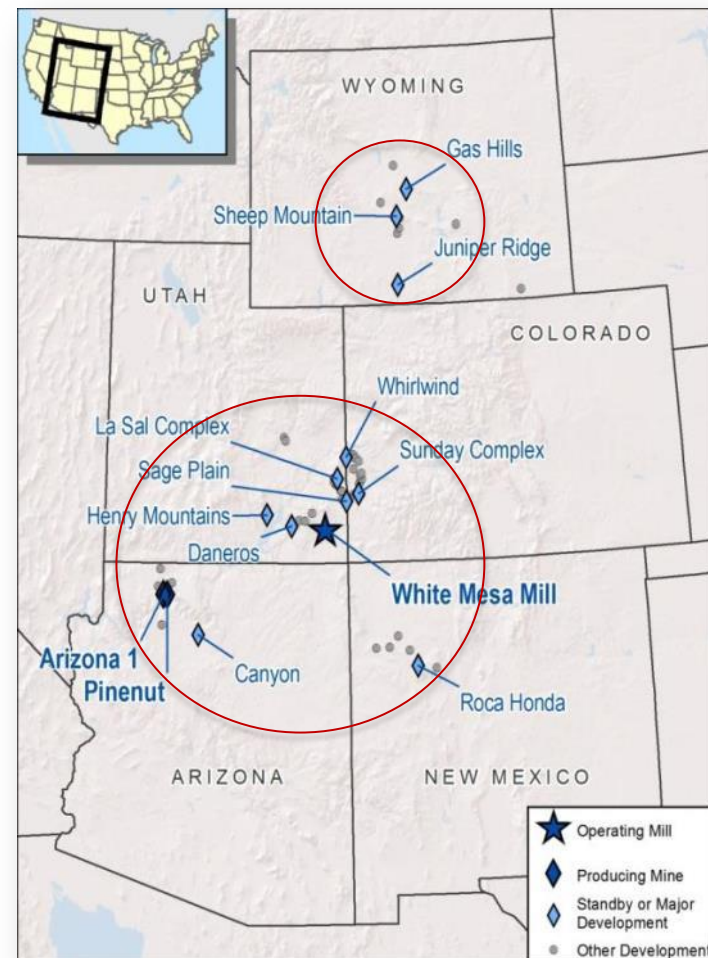 WYOMING
Gas Hills
Sheep Mountain
Juniper Ridge
UTAH
COLORADO
Whirlwind
La Sal Complex
Sunday Complex
Sage Plain
Henry Mountains
Daneros
White Mesa Mill
Arizona 1
Pinenut
Canyon
Roca Honda
ARIZONA
NEW MEXICO
Operating Mill
Producing Mine
Standby or Major
Development
Other Development